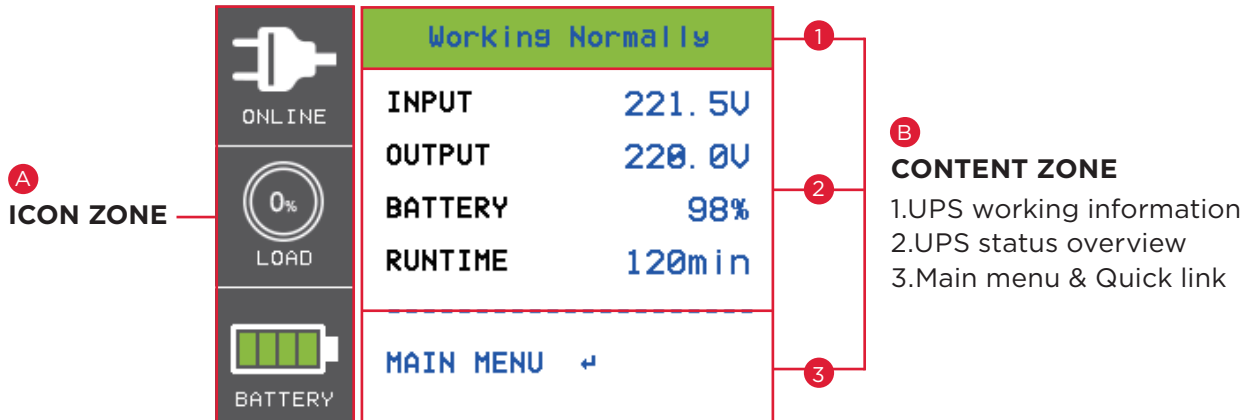 A
ICON ZONE
ONLINE
0%
LOAD
BATTERY
Working Normally
INPUT 221.5V
OUTPUT 220.0V
BATTERY 98%
RUNTIME 120min
MAIN MENU ↵
1
2
3
B
CONTENT ZONE
1.UPS working information
2.UPS status overview
3.Main menu & Quick link